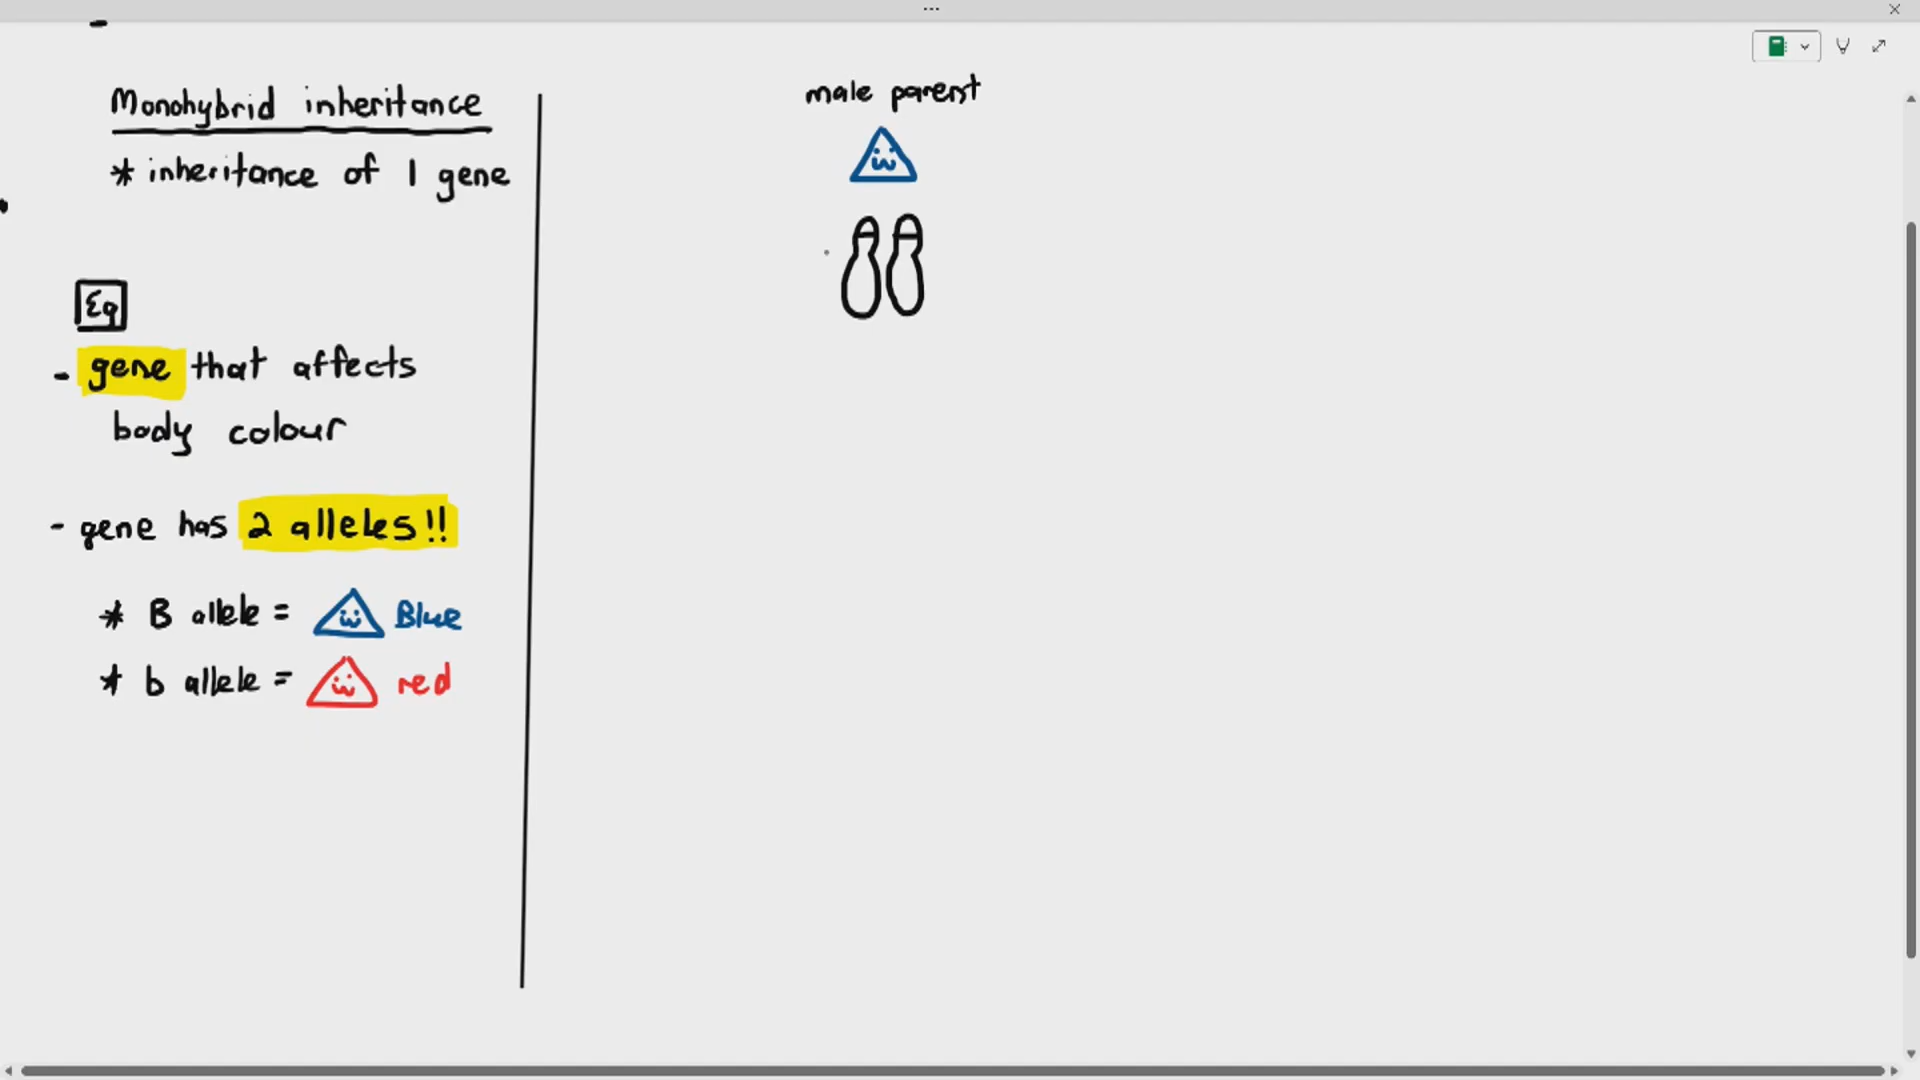 Monohybrid inheritance
* inheritance of 1 gene
Eg
- gene that affects
body colour
- gene has 2 alleles!!
* B allele = Blue
* b allele = red
male parent